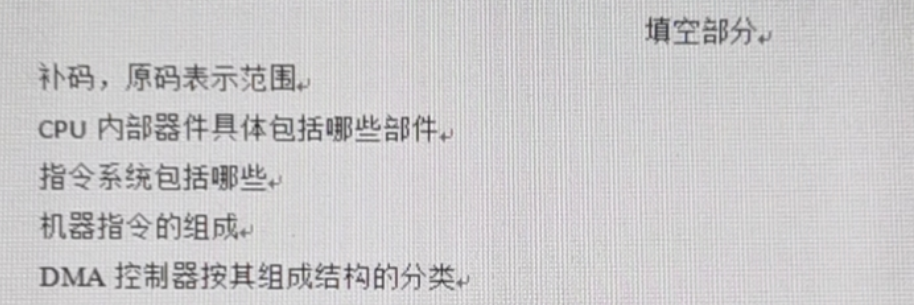 填空部分
补码，原码表示范围
CPU 内部器件具体包括哪些部件
指令系统包括哪些
机器指令的组成
DMA 控制器按其组成结构的分类